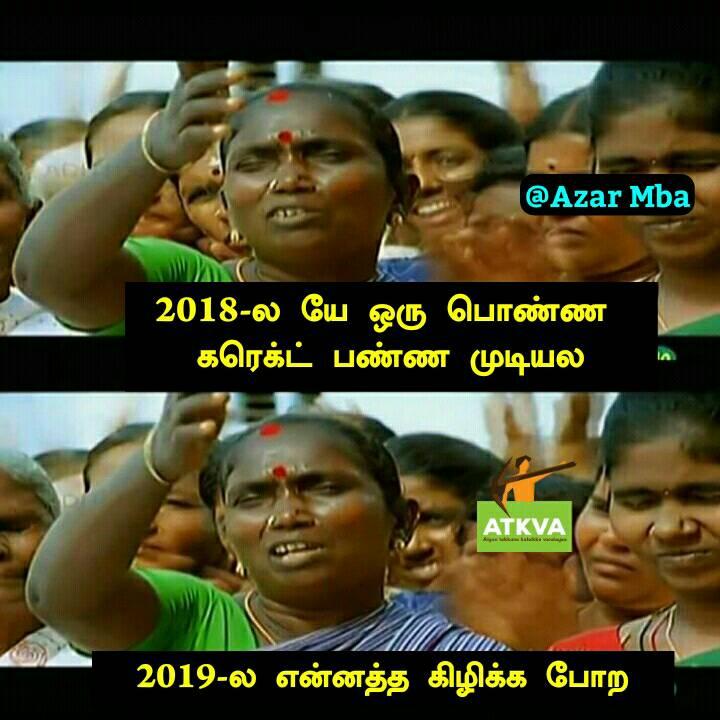 @Azar Mba
2018-ல யே ஒரு பொண்ண
கரெக்ட் பண்ண முடியல
ATKVA
2019-ல என்னத்த கிழிக்க போற